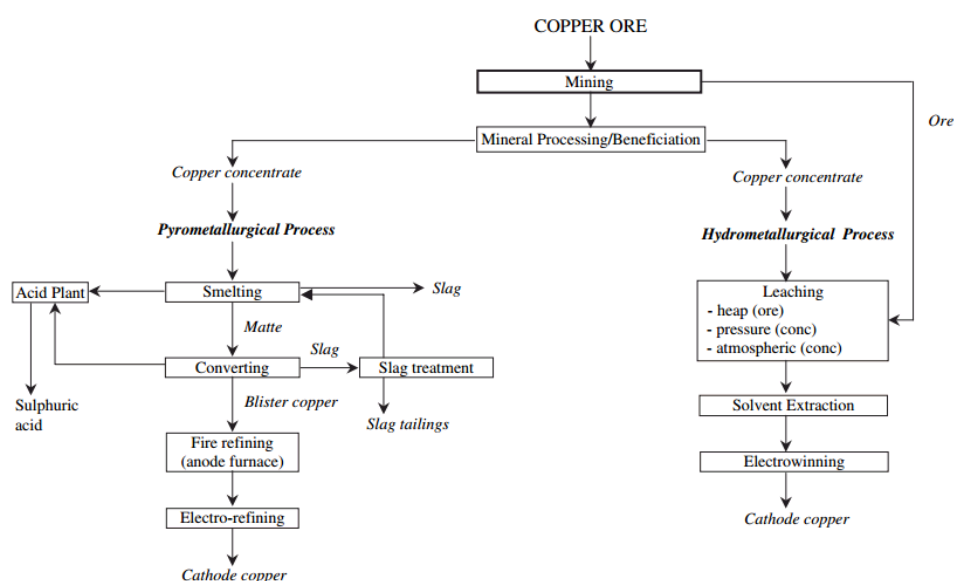 COPPER ORE
Mining
Ore
Mineral Processing/Beneficiation
Copper concentrate
Copper concentrate
Pyrometallurgical Process
Hydrometallurgical Process
Acid Plant
Smelting
Slag
Leaching
- heap (ore)
- pressure (conc)
- atmospheric (conc)
Matte
Slag
Converting
Slag treatment
Sulphuric
acid
Blister copper
Slag tailings
Solvent Extraction
Fire refining
(anode furnace)
Electrowinning
Electro-refining
Cathode copper
Cathode copper